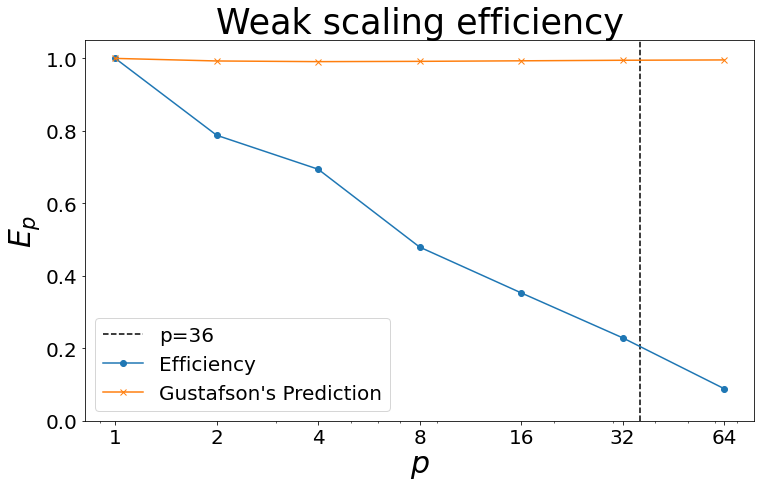 Weak scaling efficiency
1.0
0.8
0.6
0.4
0.2
0.0
E_p
p=36
Efficiency
Gustafson's Prediction
1 2 4 8 16 32 64
p